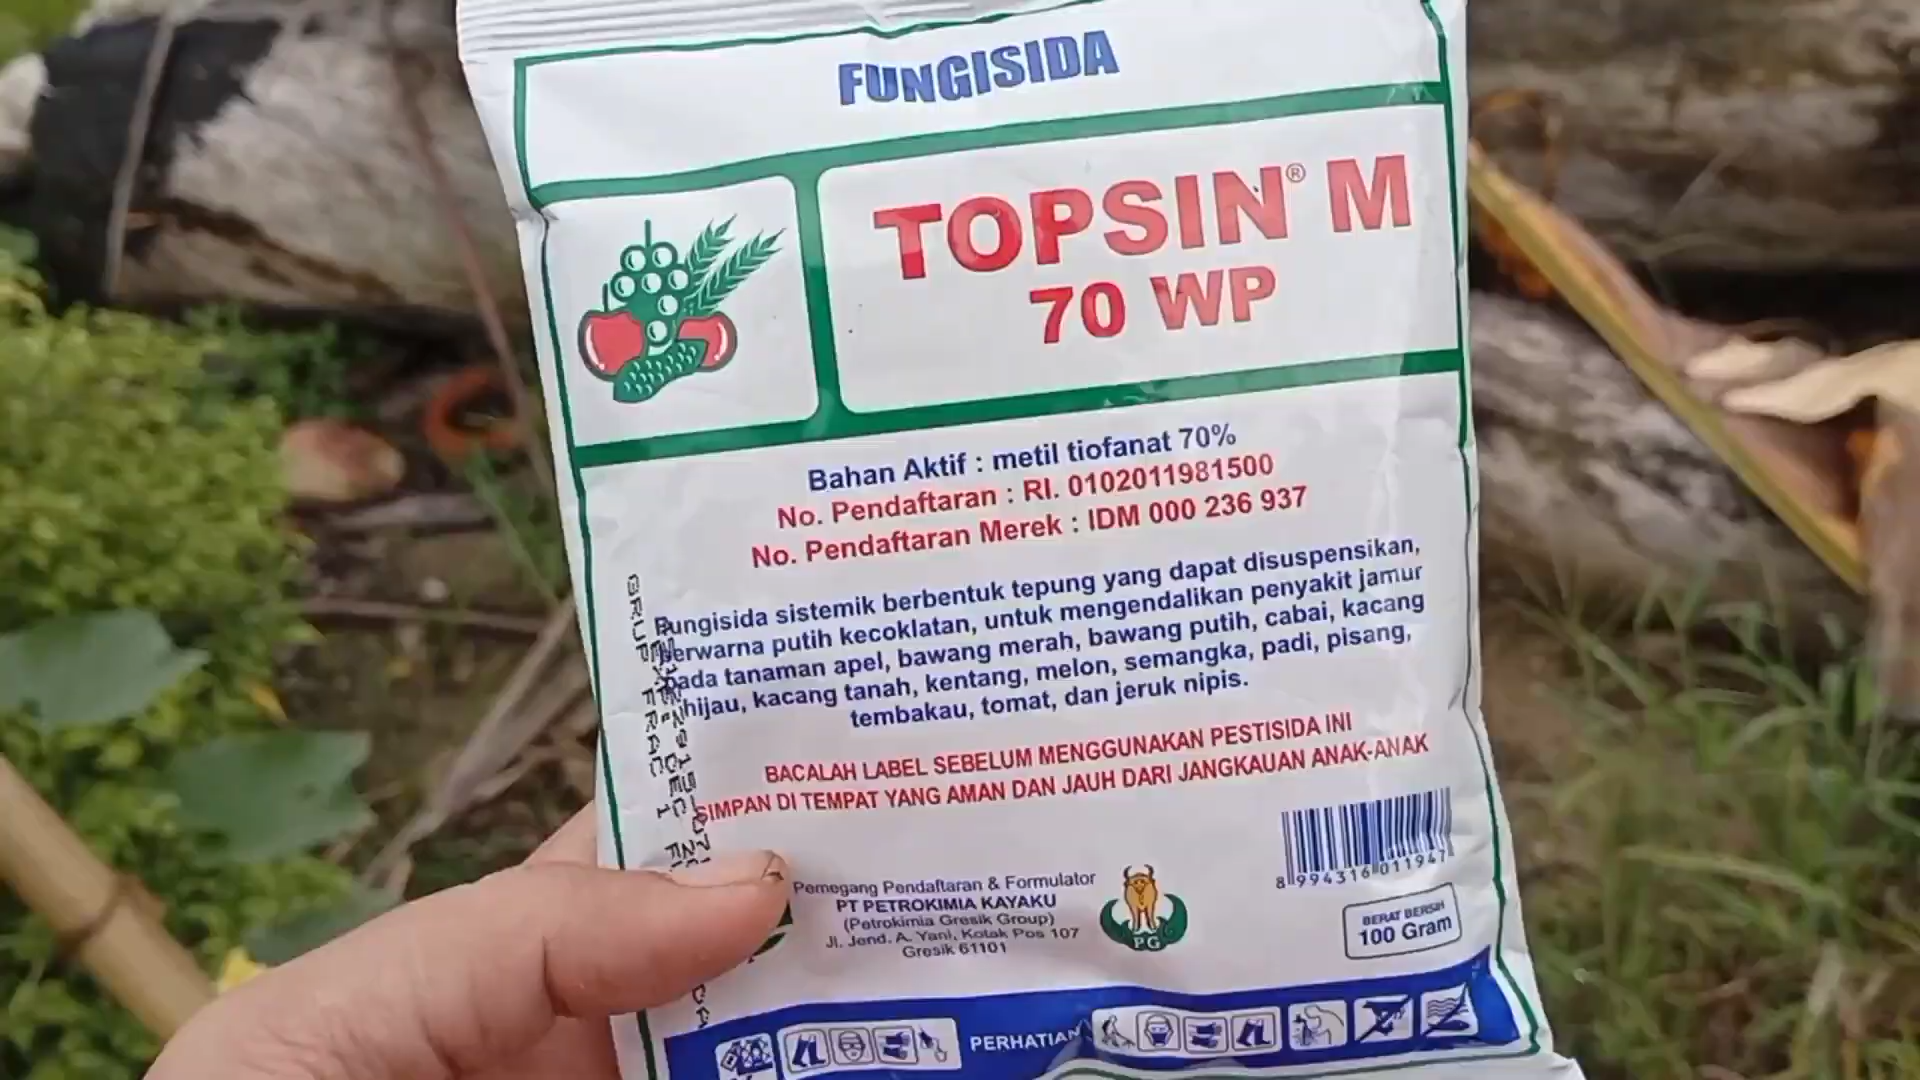 FUNGISIDA
TOPSIN® M
70 WP
Bahan Aktif : metil tiofanat 70%
No. Pendaftaran : RI. 0102011981500
No. Pendaftaran Merek : IDM 000 236 937
Fungisida sistemik berbentuk tepung yang dapat disuspensikan,
berwarna putih kecoklatan, untuk mengendalikan penyakit jamur
pada tanaman apel, bawang merah, bawang putih, cabai, kacang
hijau, kacang tanah, kentang, melon, semangka, padi, pisang,
tembakau, tomat, dan jeruk nipis.
BACALAH LABEL SEBELUM MENGGUNAKAN PESTISIDA INI
SIMPAN DI TEMPAT YANG AMAN DAN JAUH DARI JANGKAUAN ANAK-ANAK
8 994316 011947
Pemegang Pendaftaran & Formulator
PT PETROKIMIA KAYAKU
(Petrokimia Gresik Group)
Jl. Jend. A. Yani, Kotak Pos 107
Gresik 61101
PG
BERAT BERSIH
100 Gram
PERHATIAN
GRUP FRAC 1